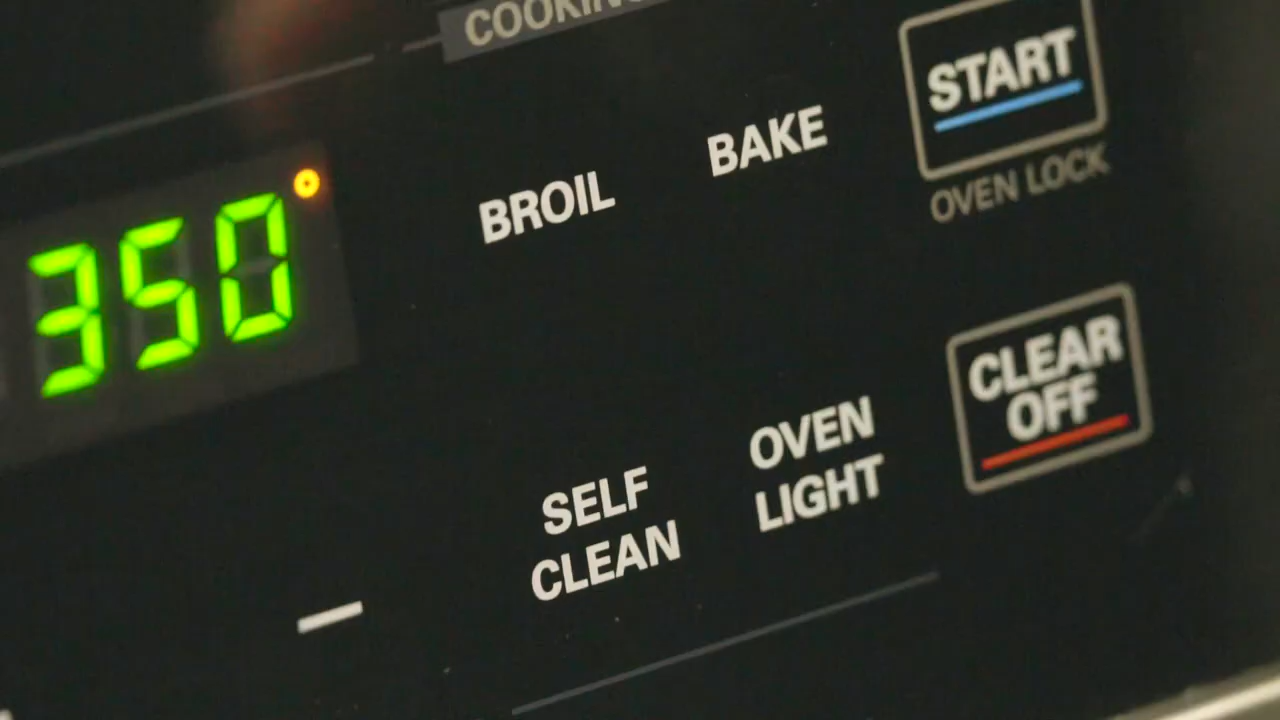 COOKING
START
BAKE
BROIL
OVEN LOCK
350
CLEAR
OFF
OVEN
LIGHT
SELF
CLEAN